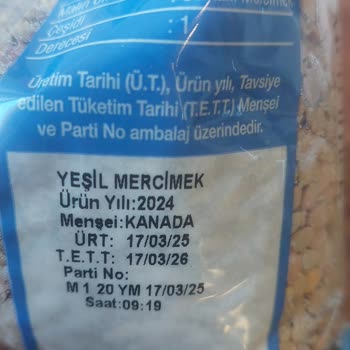 Çeşidi : 1
Derecesi :
Üretim Tarihi (Ü.T.), Ürün yılı, Tavsiye
edilen Tüketim Tarihi (T.E.T.T.) Menşei
ve Parti No ambalaj üzerindedir.
YEŞİL MERCİMEK
Ürün Yılı:2024
Menşei:KANADA
ÜRT: 17/03/25
T.E.T.T: 17/03/26
Parti No:
M 1 20 YM 17/03/25
Saat:09:19